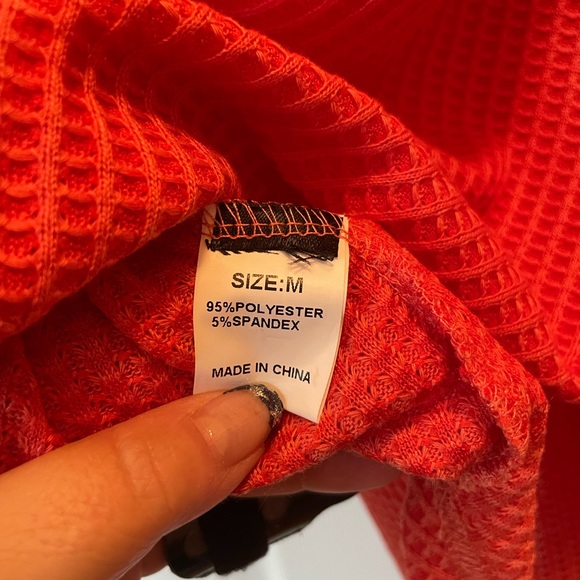 SIZE:M
95%POLYESTER
5%SPANDEX
MADE IN CHINA